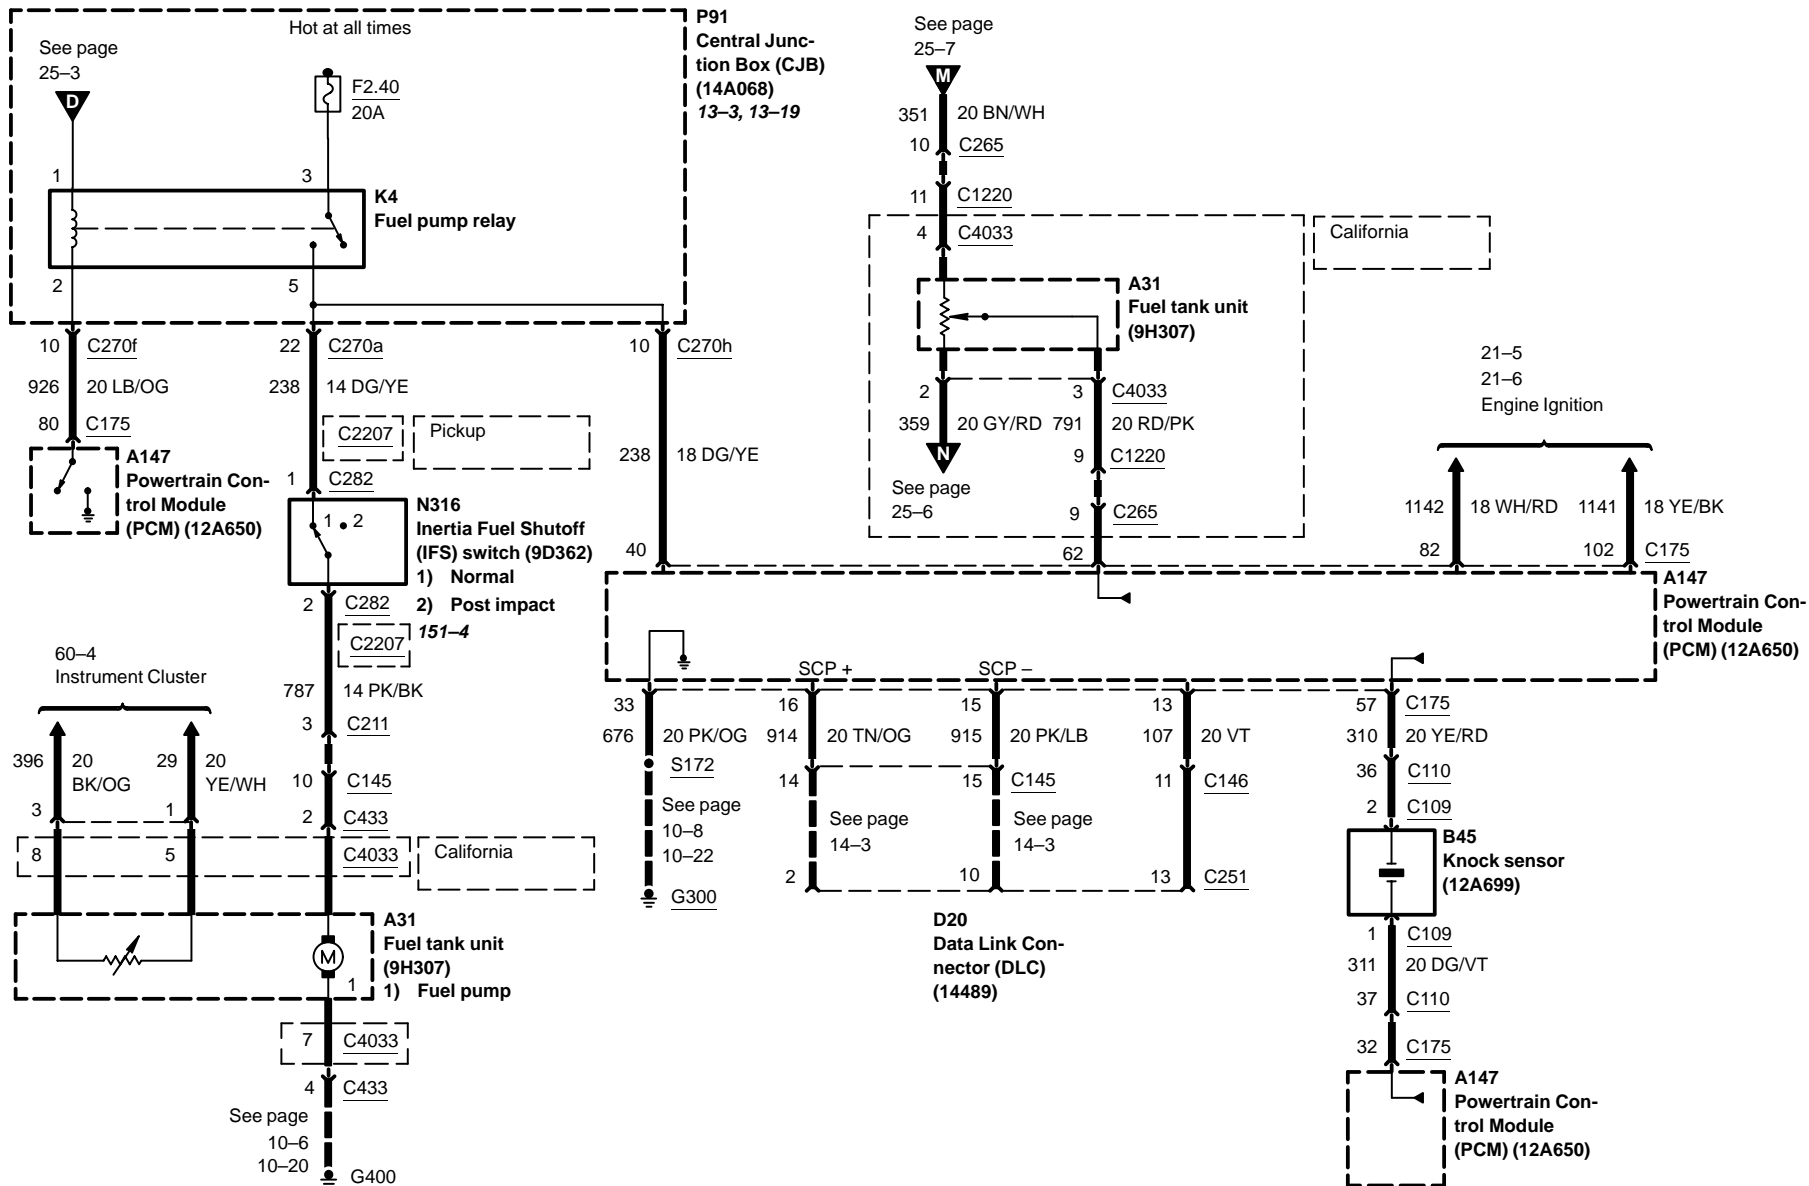 Hot at all times
See page
25–3
D
F2.40
20A
P91
Central Junc-
tion Box (CJB)
(14A068)
13–3, 13–19
1
3
K4
Fuel pump relay
2
5
10 C270f
22 C270a
10 C270h
926 20 LB/OG
238 14 DG/YE
80 C175
C2207 Pickup
238 18 DG/YE
A147
Powertrain Con-
trol Module
(PCM) (12A650)
1 C282
N316
Inertia Fuel Shutoff
(IFS) switch (9D362)
1) Normal
2) Post impact
151–4
1 2
2 C282
C2207
60–4
Instrument Cluster
787 14 PK/BK
3 C211
396 20
BK/OG
29 20
YE/WH
10 C145
3
1
2 C433
8
5
C4033
California
A31
Fuel tank unit
(9H307)
1) Fuel pump
M
1
7 C4033
4 C433
See page
10–6
10–20
G400
See page
25–7
M
351 20 BN/WH
10 C265
11 C1220
4 C4033
California
A31
Fuel tank unit
(9H307)
2
3 C4033
359 20 GY/RD
791 20 RD/PK
N
9 C1220
See page
25–6
9 C265
21–5
21–6
Engine Ignition
1142 18 WH/RD
1141 18 YE/BK
40
62
82
102 C175
A147
Powertrain Con-
trol Module
(PCM) (12A650)
SCP +
SCP –
33
16
15
13
57 C175
676 20 PK/OG
914 20 TN/OG
915 20 PK/LB
107 20 VT
310 20 YE/RD
S172
14
15 C145
11 C146
36 C110
See page
10–8
10–22
See page
14–3
See page
14–3
2 C109
G300
2
10
13 C251
B45
Knock sensor
(12A699)
D20
Data Link Con-
nector (DLC)
(14489)
1 C109
311 20 DG/VT
37 C110
32 C175
A147
Powertrain Con-
trol Module
(PCM) (12A650)